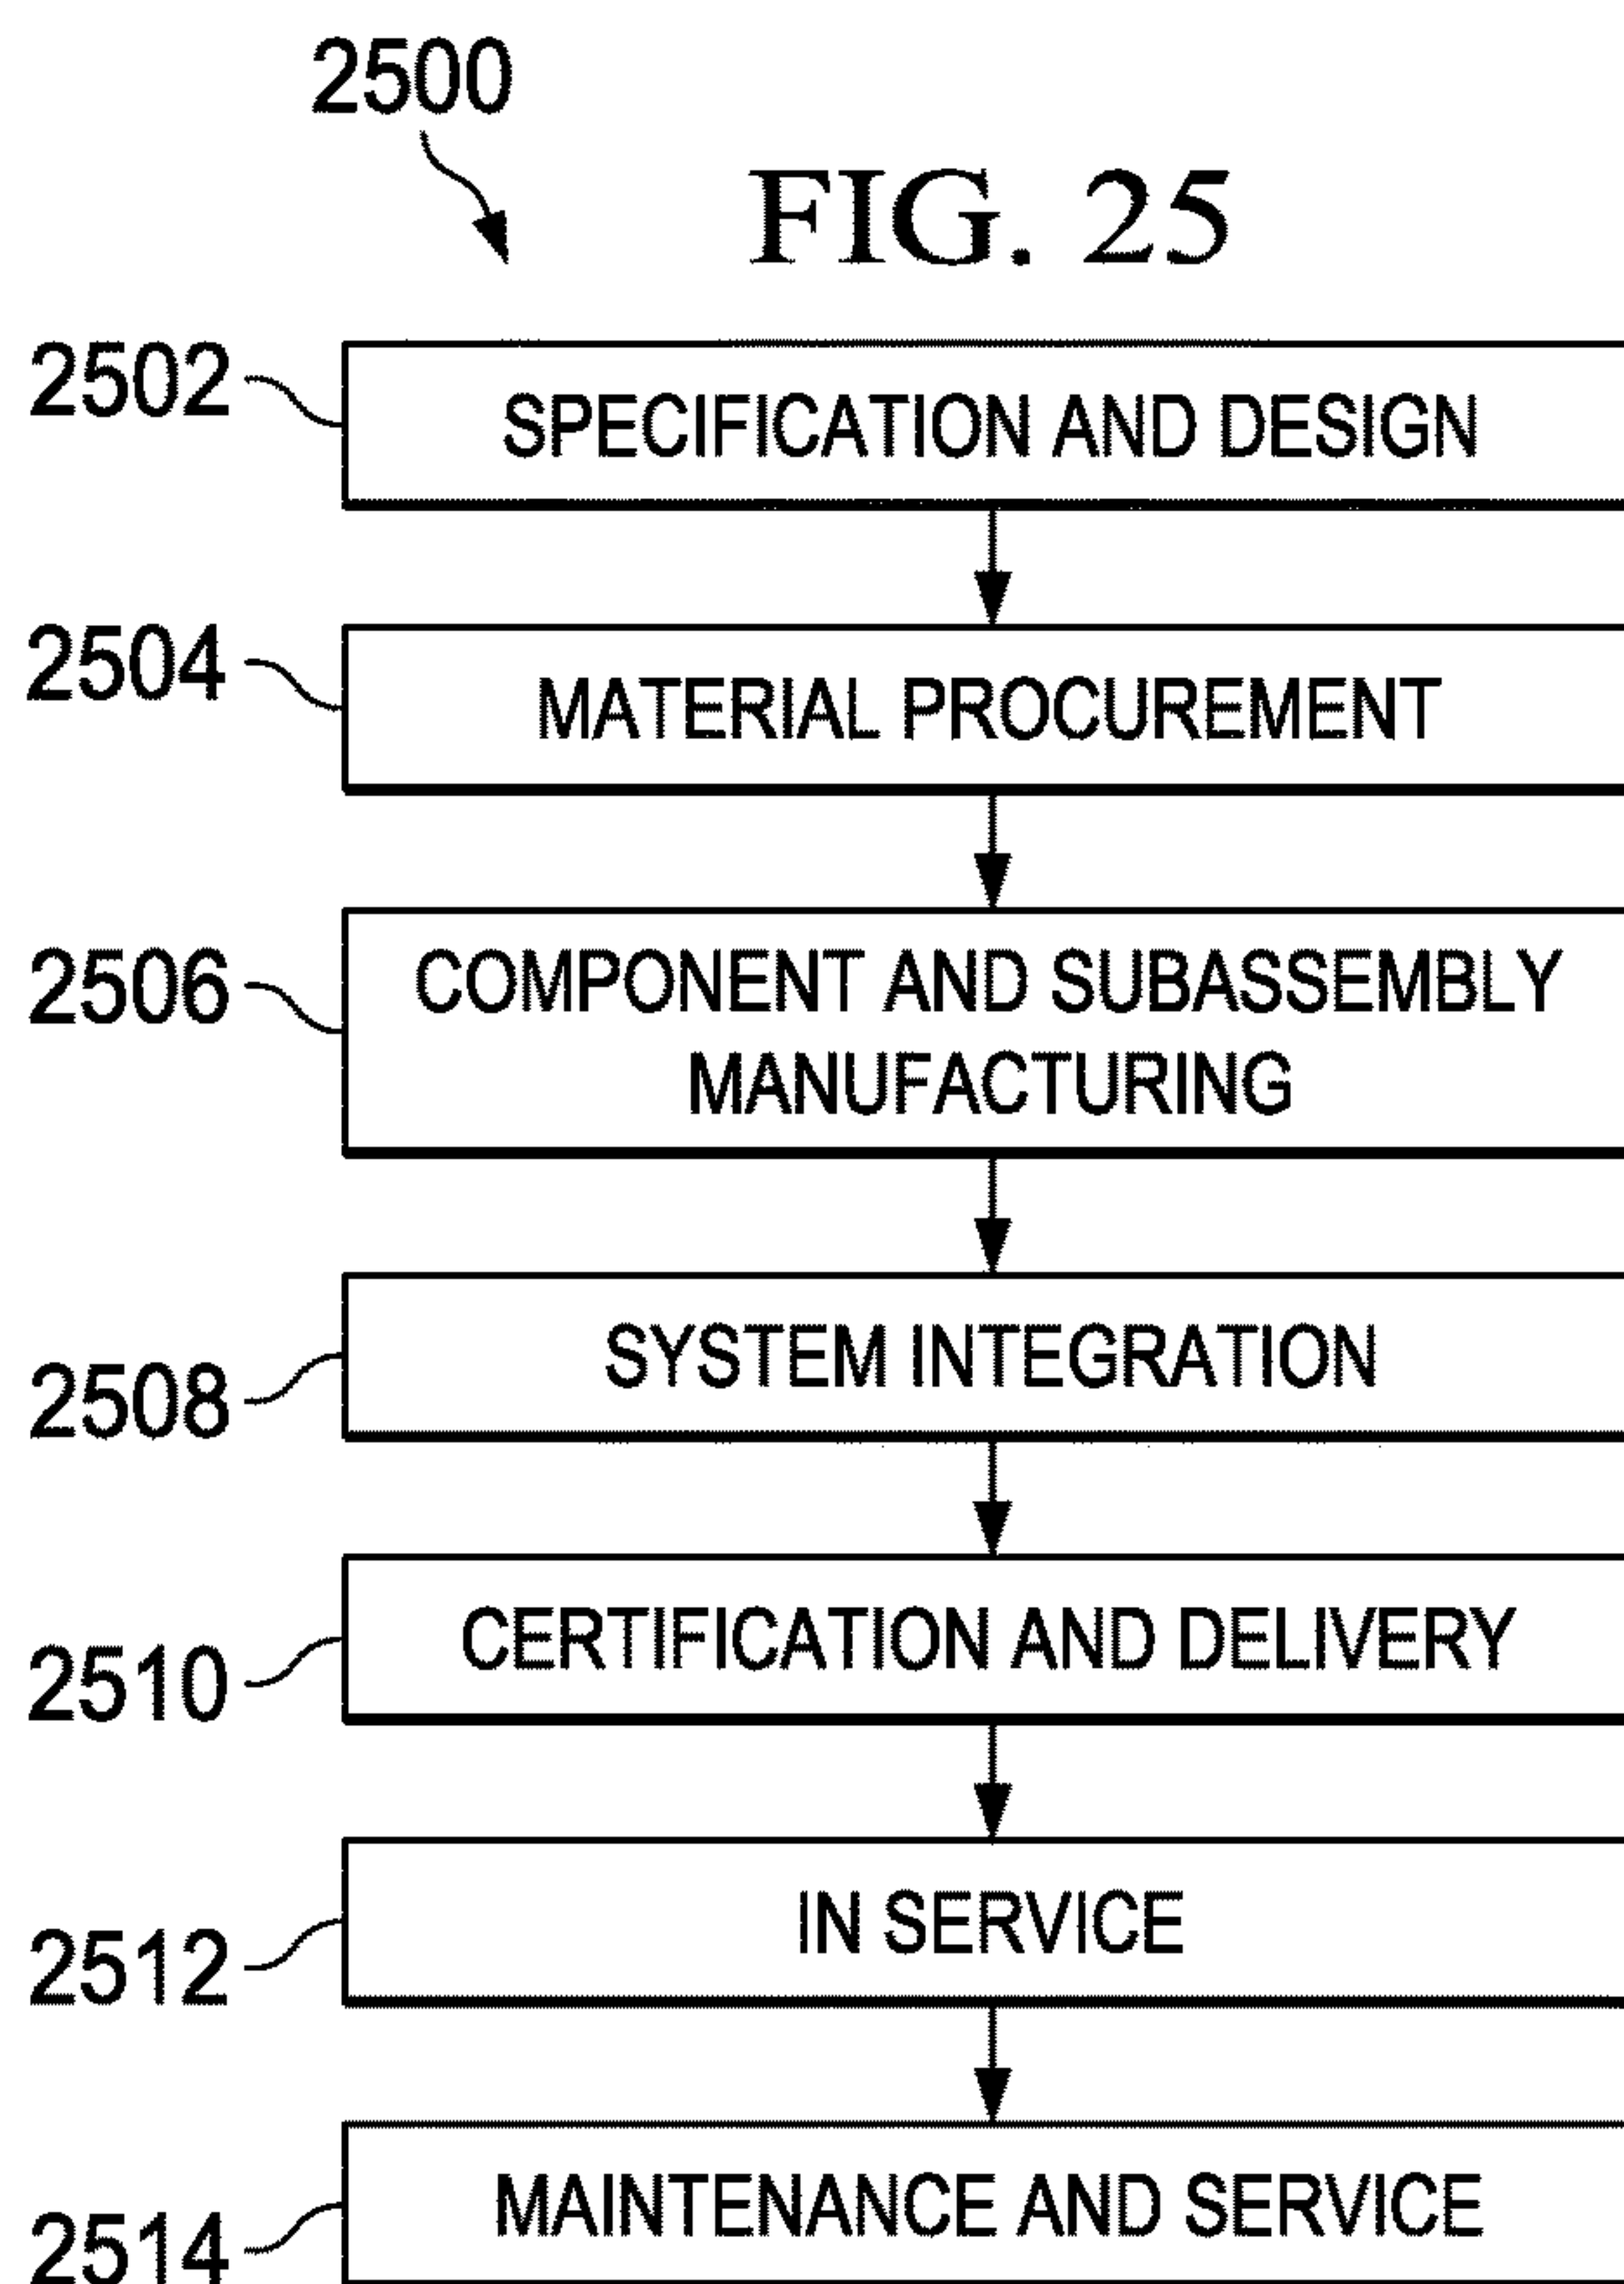 2500
FIG. 25
2502
SPECIFICATION AND DESIGN
2504
MATERIAL PROCUREMENT
2506
COMPONENT AND SUBASSEMBLY
MANUFACTURING
2508
SYSTEM INTEGRATION
2510
CERTIFICATION AND DELIVERY
2512
IN SERVICE
2514
MAINTENANCE AND SERVICE